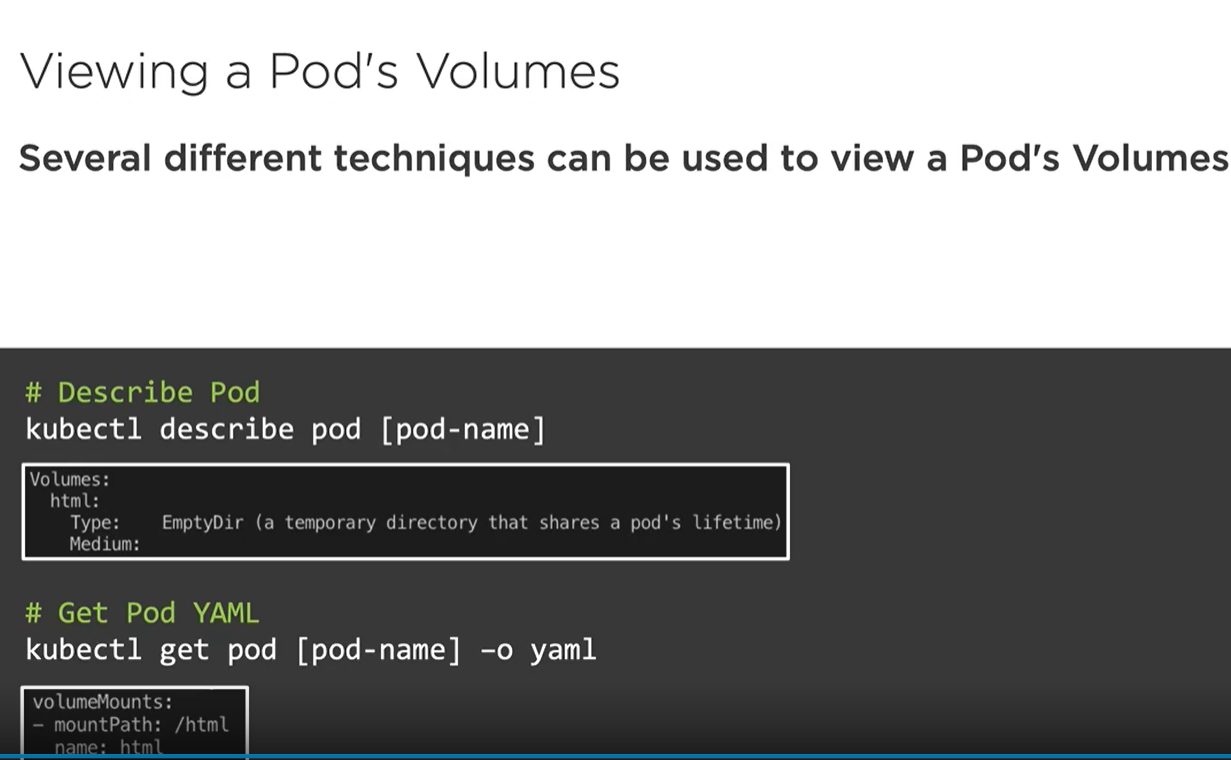 Viewing a Pod's Volumes
Several different techniques can be used to view a Pod's Volumes
# Describe Pod
kubectl describe pod [pod-name]
Volumes:
  html:
    Type:    EmptyDir (a temporary directory that shares a pod's lifetime)
    Medium:
# Get Pod YAML
kubectl get pod [pod-name] –o yaml
volumeMounts:
– mountPath: /html
  name: html